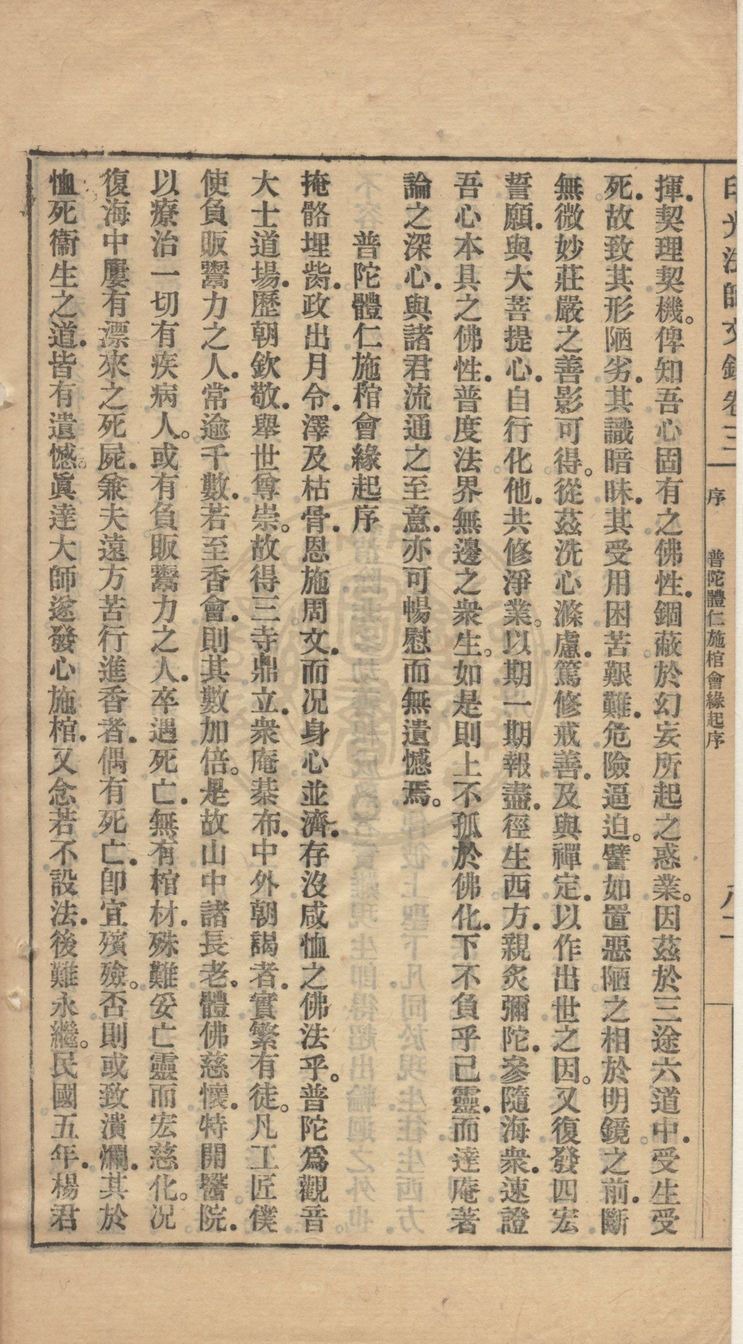 印光法師文鈔卷三 序 普陀體仁施棺會緣起序 八二
揮契理契機。俾知吾心固有之佛性錮蔽於幻妄所起之惑業。因茲於三途六道中受生受
死。故致其形陋劣其識暗昧其受用困苦艱難危險逼迫。譬如置惡陋之相於明鏡之前斷
無微妙莊嚴之善影可得。從茲洗心滌慮篤修戒善及與禪定以作出世之因。又復發四宏
誓願與大菩提心自行化他共修淨業。以期一期報盡徑生西方親炙彌陀參隨海衆速證
吾心本具之佛性普度法界無邊之衆生。如是則上不孤於佛化下不負乎己靈而達庵著
論之深心與諸君流通之至意亦可暢慰而無遺憾焉。
普陀體仁施棺會緣起序
掩骼埋胔政出月令澤及枯骨恩施周文而況身心並濟存沒咸恤之佛法乎。普陀爲觀音
大士道場歷朝欽敬舉世尊崇。故得三寺鼎立衆庵棊布中外朝謁者實繁有徒。凡工匠僕
使負販鬻力之人常逾千數若至香會則其數加倍。是故山中諸長老體佛慈懷特開醫院
以療治一切有疾病人。或有負販鬻力之人卒遇死亡無有棺材殊難妥亡靈而宏慈化。況
復海中屢有漂來之死屍兼夫遠方苦行進香者偶有死亡卽宜殯殮。否則或致潰爛其於
恤死衞生之道皆有遺憾。眞達大師遂發心施棺又念若不設法後難永繼。民國五年楊君